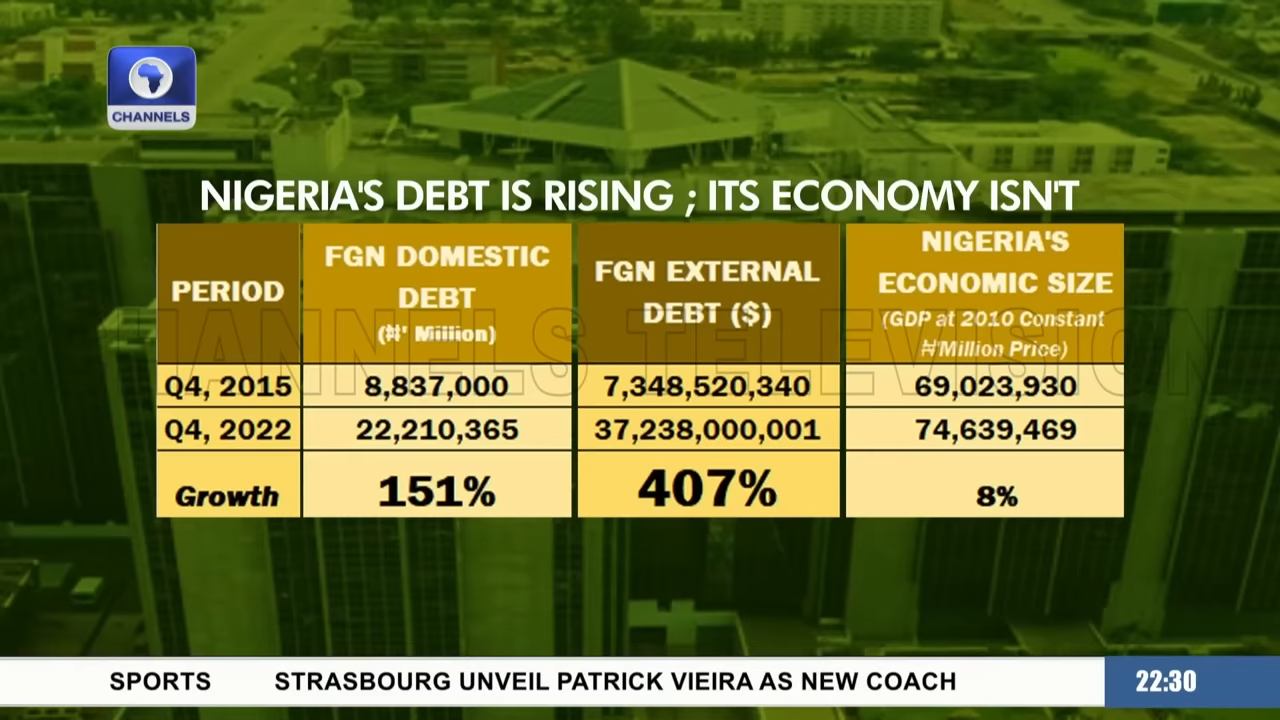 CHANNELS
NIGERIA'S DEBT IS RISING ; ITS ECONOMY ISN'T
PERIOD
FGN DOMESTIC
DEBT
(₦' Million)
FGN EXTERNAL
DEBT ($)
NIGERIA'S
ECONOMIC SIZE
(GDP at 2010 Constant
₦'Million Price)
Q4, 2015 8,837,000 7,348,520,340 69,023,930
Q4, 2022 22,210,365 37,238,000,001 74,639,469
Growth 151% 407% 8%
ANNELS TELEVISION
SPORTS STRASBOURG UNVEIL PATRICK VIEIRA AS NEW COACH 22:30